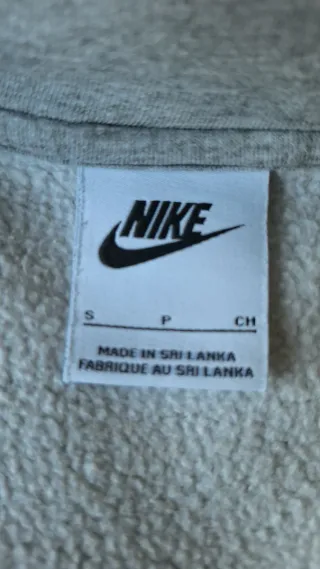 NIKE
S P CH
MADE IN SRI LANKA
FABRIQUE AU SRI LANKA